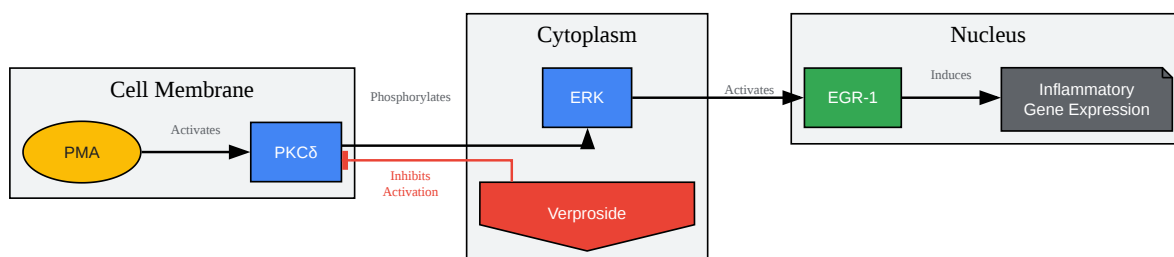 Cell Membrane
PMA
Activates
PKCδ
Phosphorylates
Inhibits
Activation
Cytoplasm
ERK
Verproside
Activates
Nucleus
EGR-1
Induces
Inflammatory
Gene Expression